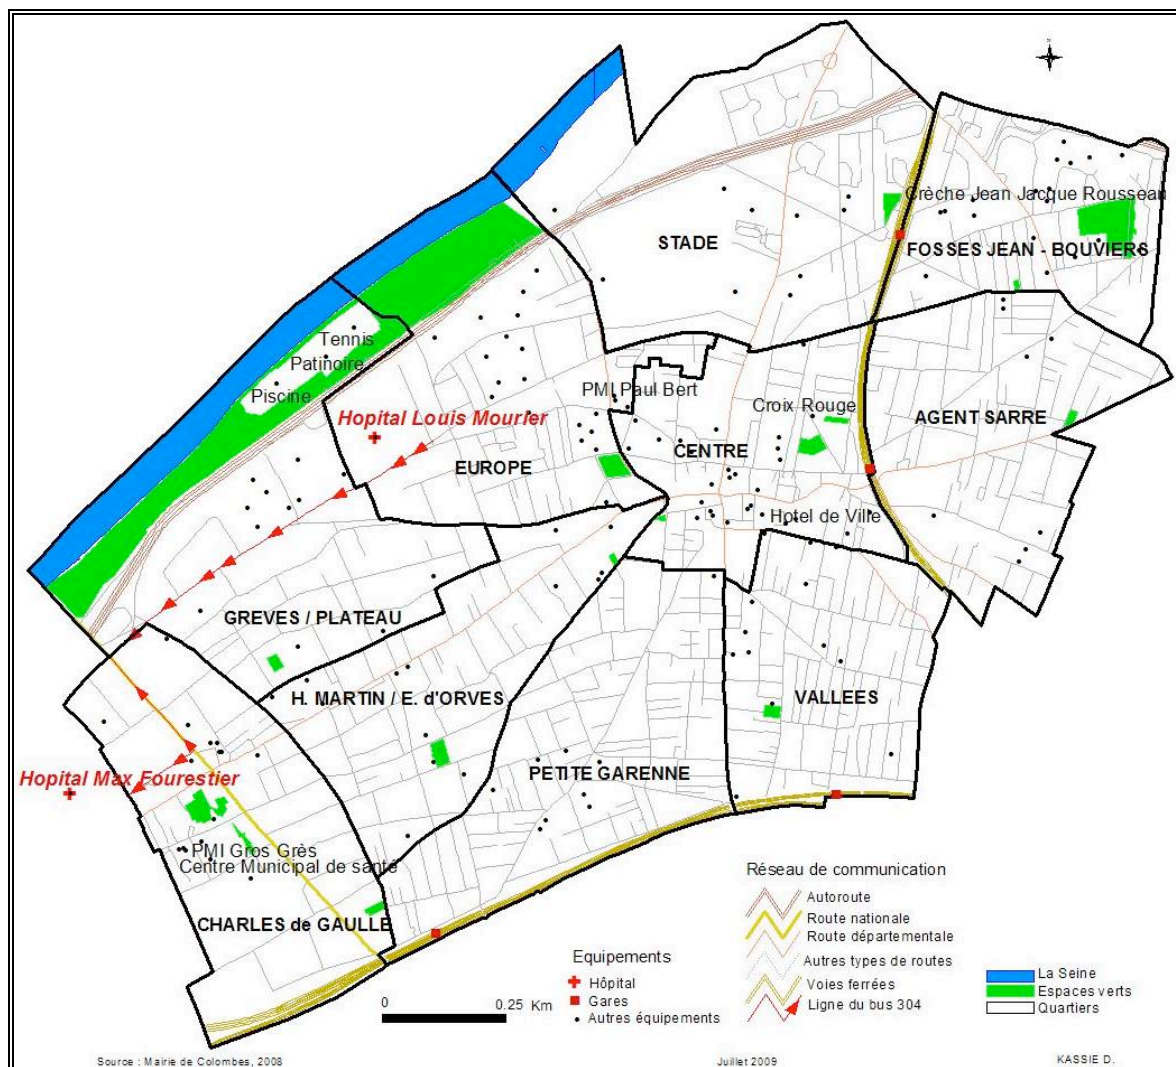 Crèche Jean Jacque Rousseau
STADE
FOSSES JEAN - BOUVIERS
Tennis
Patinoire
Piscine
PMI Paul Bert
Croix Rouge
Hopital Louis Mourier
AGENT SARRE
EUROPE
CENTRE
Hotel de Ville
GREVES / PLATEAU
H. MARTIN / E. d'ORVES
VALLEES
Hopital Max Fourestier
PETITE GARENNE
PMI Gros Grès
Centre Municipal de santé
CHARLES de GAULLE
Réseau de communication
Autoroute
Route nationale
Route départementale
Autres types de routes
Voies ferrées
Ligne du bus 304
Equipements
Hôpital
Gares
Autres équipements
La Seine
Espaces verts
Quartiers
0 0.25 Km
Source : Mairie de Colombes, 2008
Juillet 2009
KASSIE D.